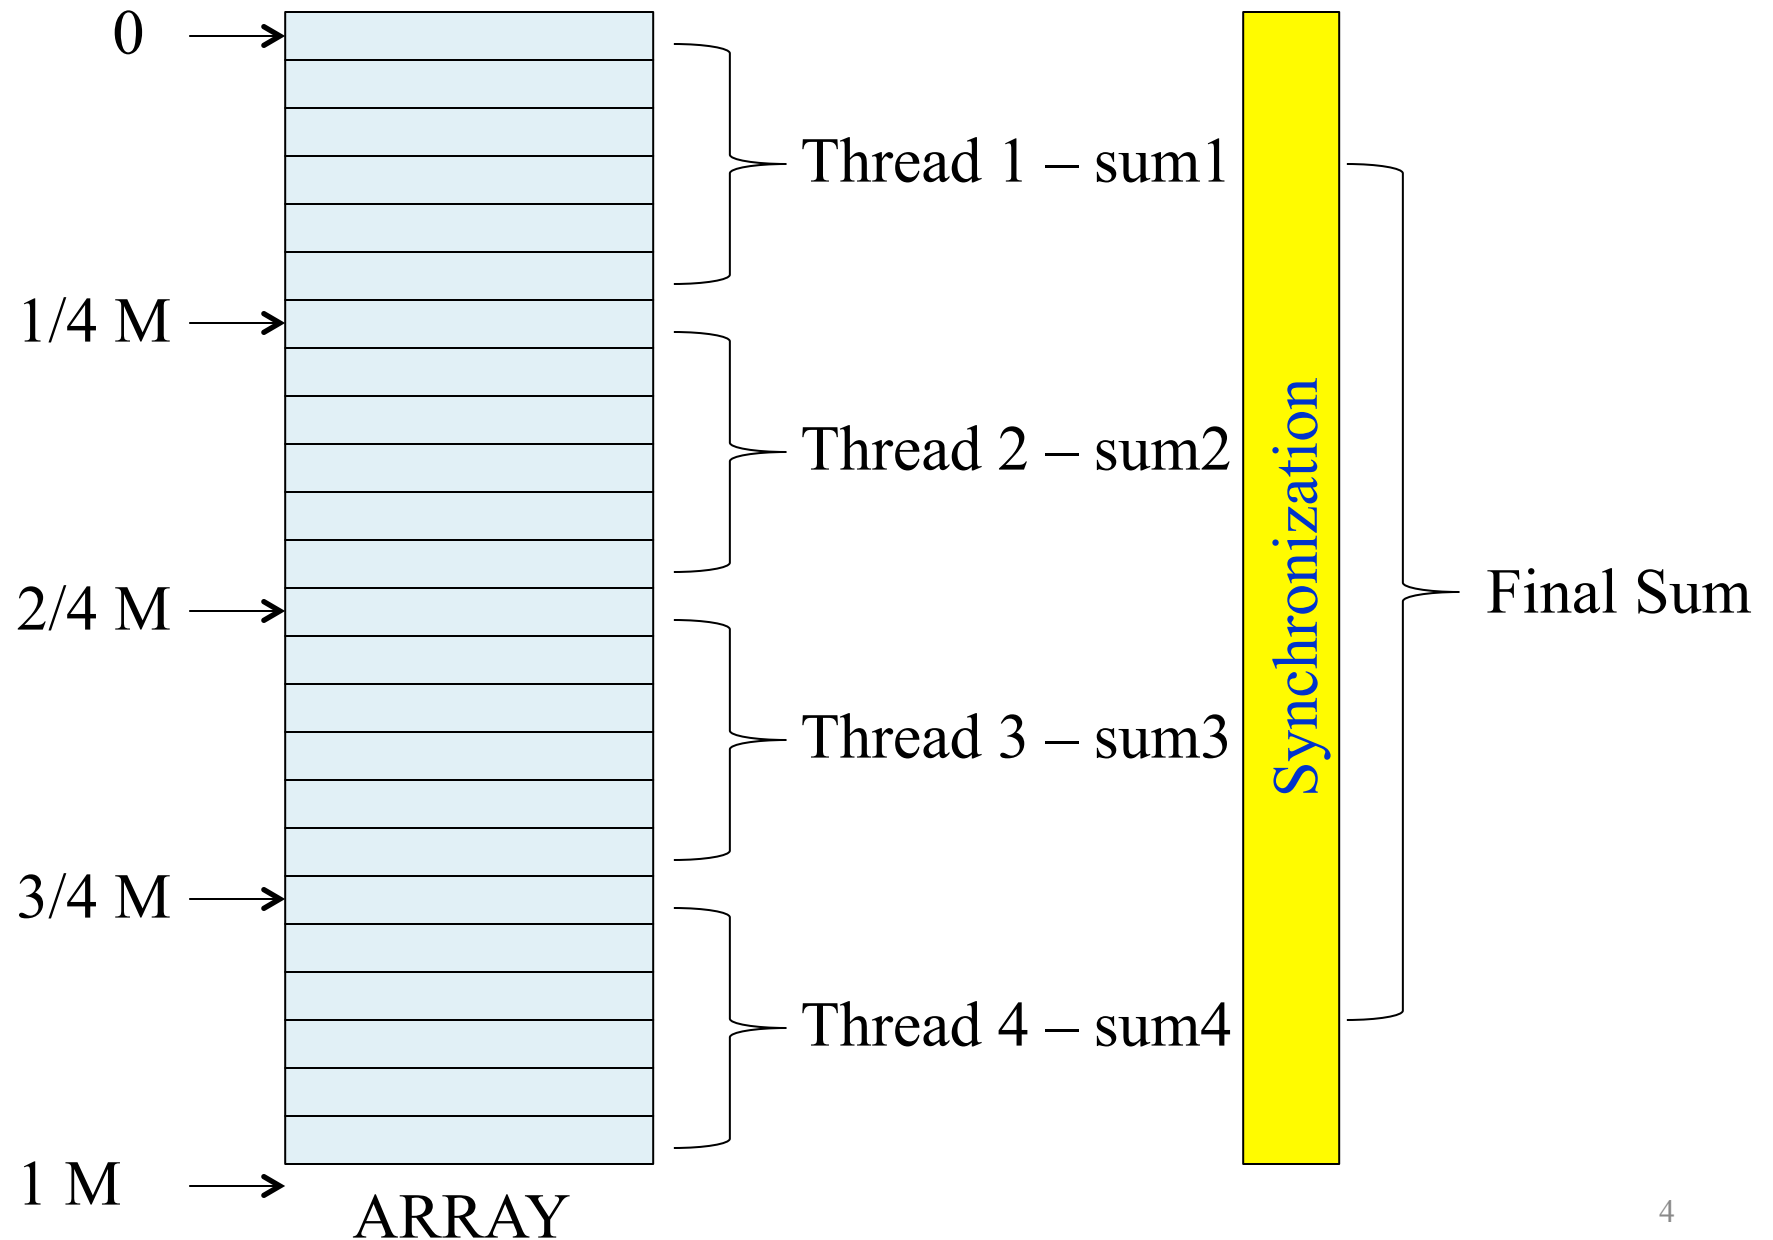 0
Thread 1 – sum1
1/4 M
Thread 2 – sum2
Synchronization
Final Sum
2/4 M
Thread 3 – sum3
3/4 M
Thread 4 – sum4
1 M
ARRAY
4